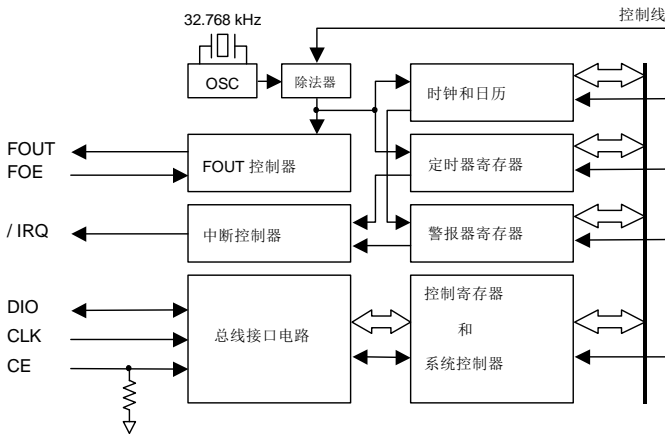 控制线
32.768 kHz
OSC
除法器
时钟和日历
FOUT
FOE
FOUT 控制器
定时器寄存器
/ IRQ
中断控制器
警报器寄存器
DIO
CLK
CE
总线接口电路
控制寄存器
和
系统控制器